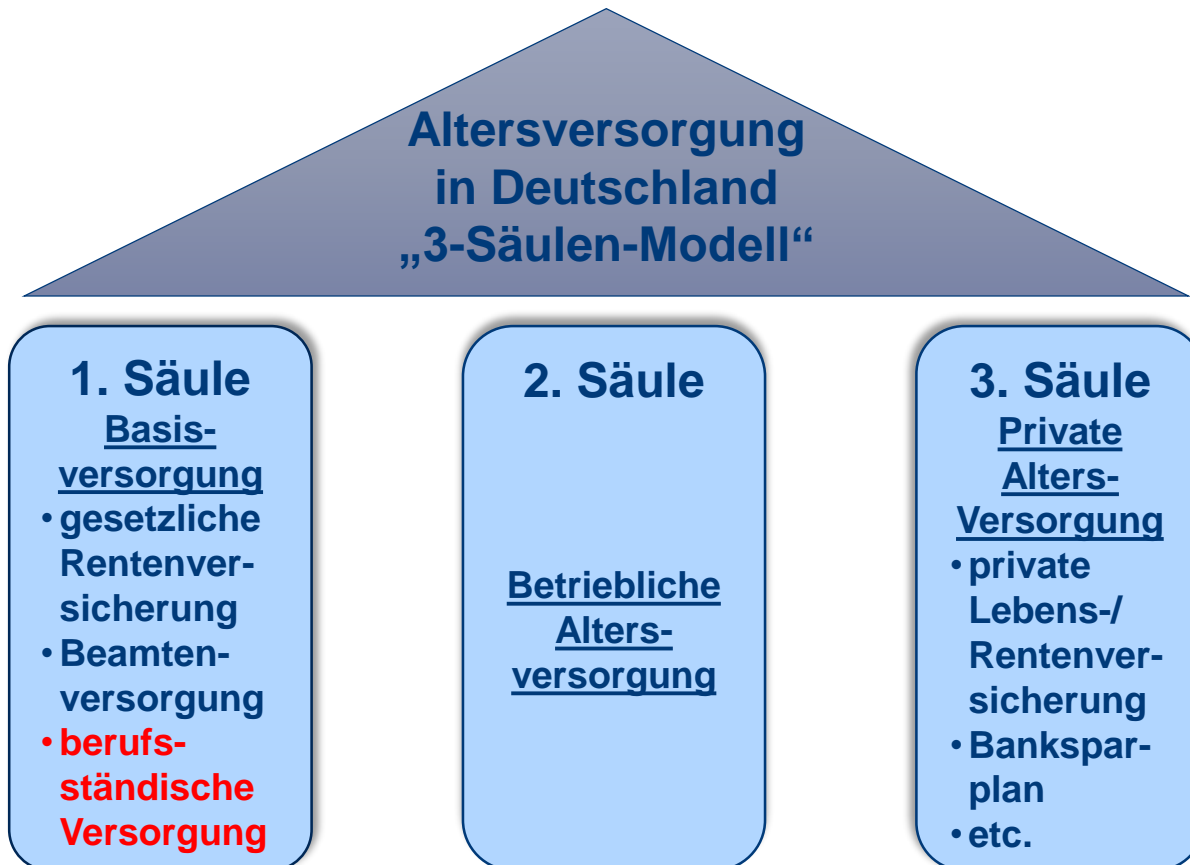 Altersversorgung
in Deutschland
„3-Säulen-Modell“
1. Säule
Basis-
versorgung
• gesetzliche
Rentenver-
sicherung
• Beamten-
versorgung
• berufs-
ständische
Versorgung
2. Säule
Betriebliche
Alters-
versorgung
3. Säule
Private
Alters-
Versorgung
• private
Lebens-/
Rentenver-
sicherung
• Bankspar-
plan
• etc.